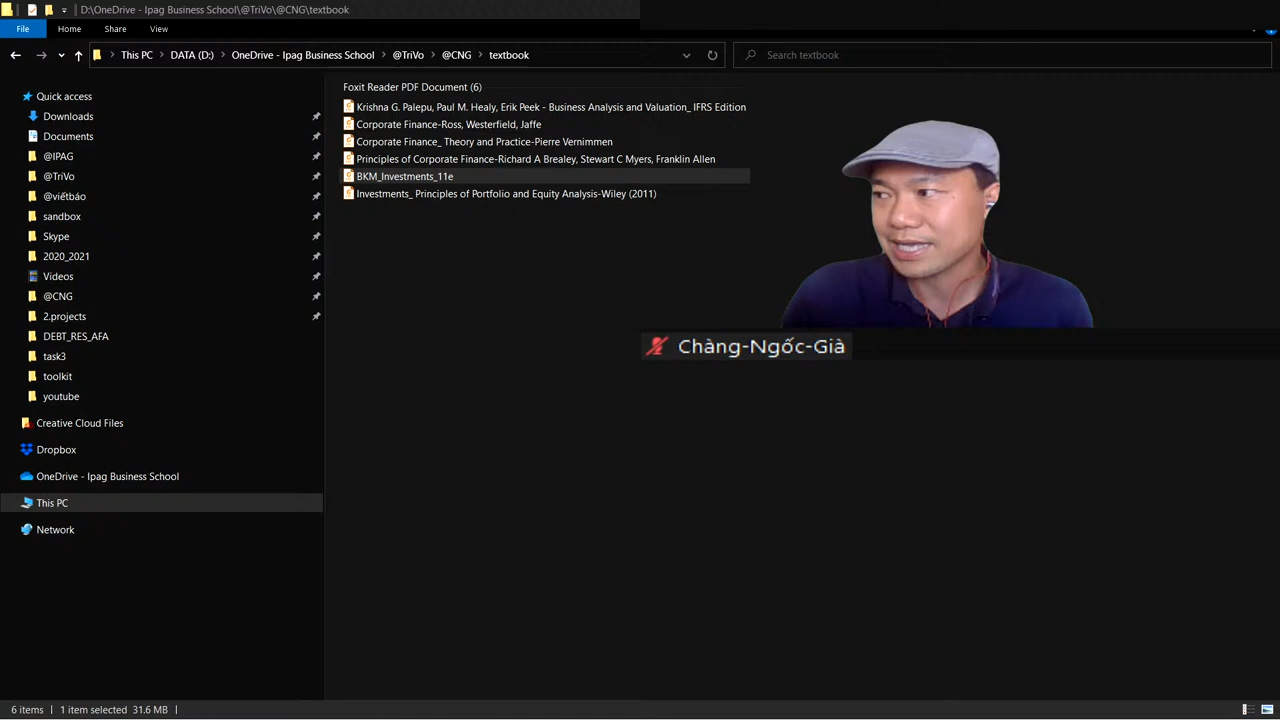 D:\OneDrive - Ipag Business School\@TriVo\@CNG\textbook
File Home Share View
This PC DATA (D:) OneDrive - Ipag Business School @TriVo @CNG textbook
Search textbook
Quick access
Downloads
Documents
@IPAG
@TriVo
@viếtbáo
sandbox
Skype
2020_2021
Videos
@CNG
2.projects
DEBT_RES_AFA
task3
toolkit
youtube
Creative Cloud Files
Dropbox
OneDrive - Ipag Business School
This PC
Network
Foxit Reader PDF Document (6)
Krishna G. Palepu, Paul M. Healy, Erik Peek - Business Analysis and Valuation_ IFRS Edition
Corporate Finance-Ross, Westerfield, Jaffe
Corporate Finance_ Theory and Practice-Pierre Vernimmen
Principles of Corporate Finance-Richard A Brealey, Stewart C Myers, Franklin Allen
BKM_Investments_11e
Investments_ Principles of Portfolio and Equity Analysis-Wiley (2011)
Chàng-Ngốc-Già
6 items 1 item selected 31.6 MB